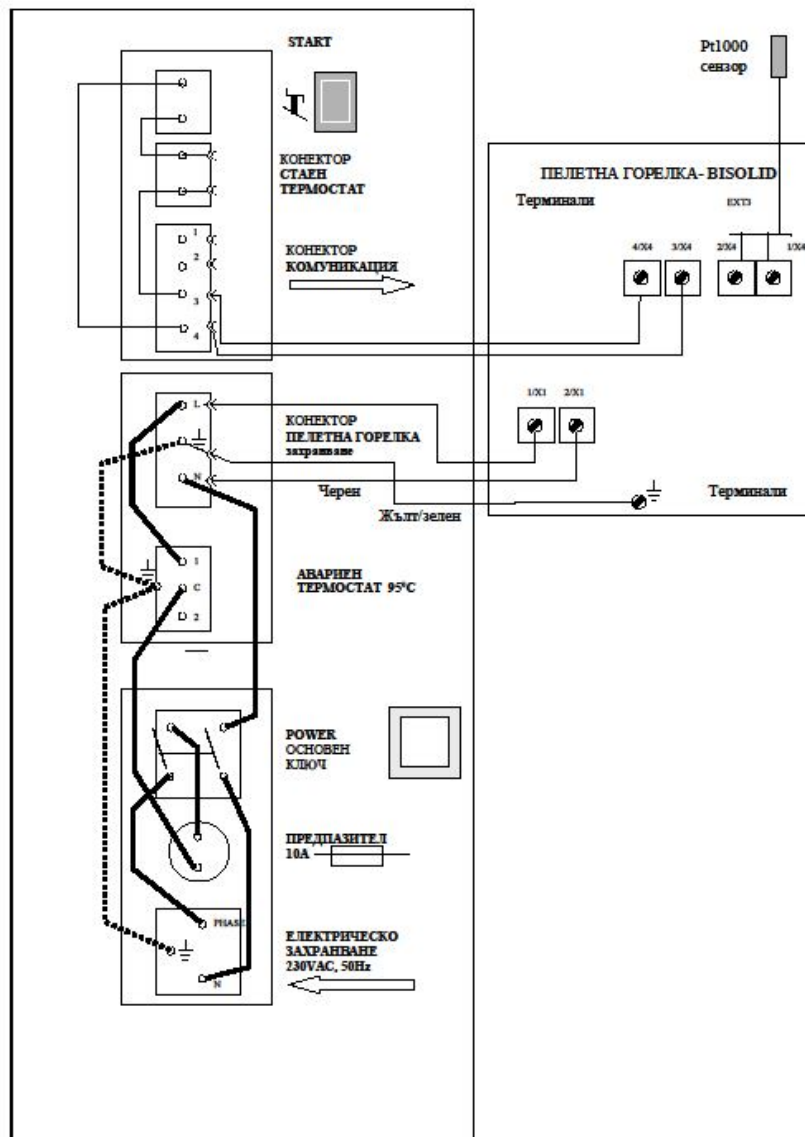 START
Pt1000
сензор
КОНЕКТОР
СТАЕН
ТЕРМОСТАТ
ПЕЛЕТНА ГОРЕЛКА- BISOLID
Терминали
EXT3
4/X4
3/X4
2/X4
1/X4
1
2
3
4
КОНЕКТОР
КОМУНИКАЦИЯ
L
N
КОНЕКТОР
ПЕЛЕТНА ГОРЕЛКА
захранване
1/X1
2/X1
Черен
Жълт/зелен
Терминали
1
C
2
АВАРИЕН
ТЕРМОСТАТ 95°C
POWER
ОСНОВЕН
КЛЮЧ
ПРЕДПАЗИТЕЛ
10A
PHASE
N
ЕЛЕКТРИЧЕСКО
ЗАХРАНВАНЕ
230VAC, 50Hz